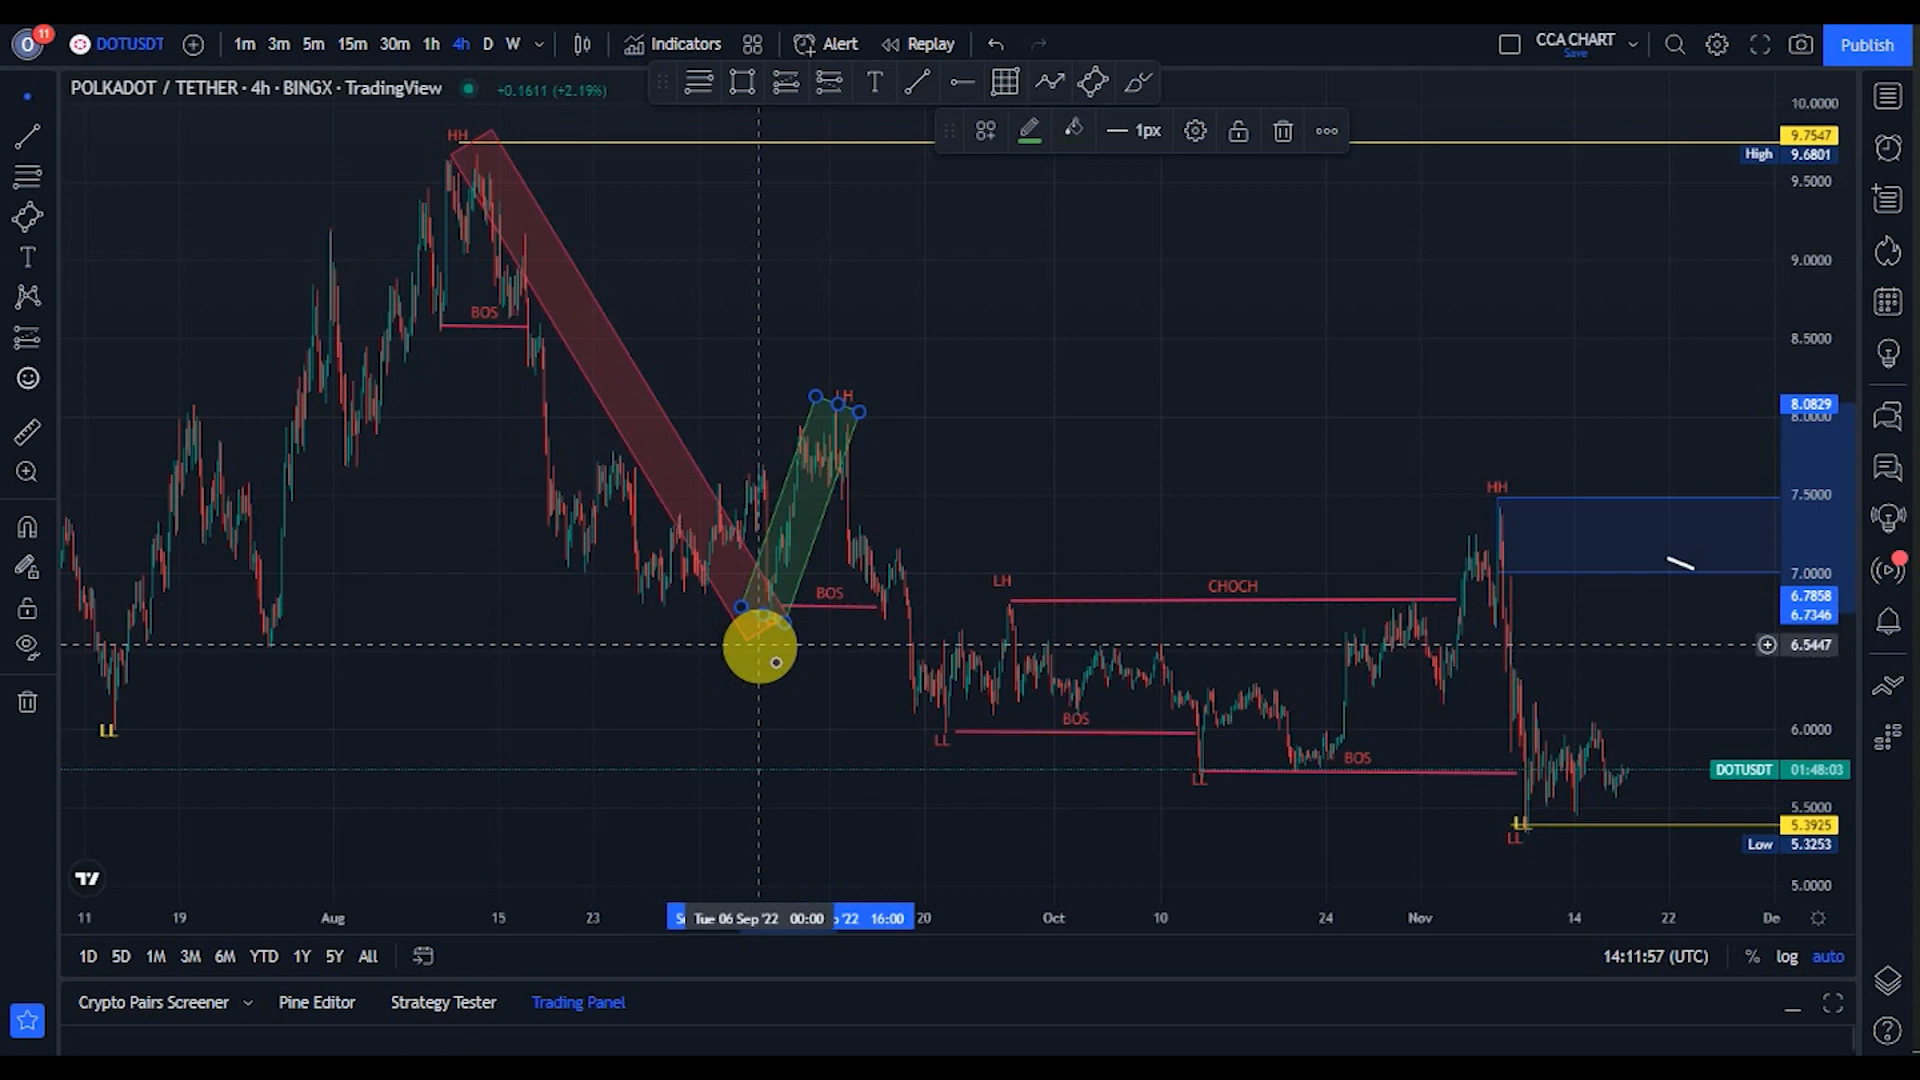 O 11 DOTUSDT 1m 3m 5m 15m 30m 1h 4h D W Indicators Alert Replay CCA CHART Save Publish
POLKADOT / TETHER · 4h · BINGX · TradingView +0.1611 (+2.19%)
T
T
1px
10.0000
9.7547
High 9.6801
9.5000
9.0000
8.5000
8.0829
8.0000
7.5000
7.0000
6.7858
6.7346
6.5447
6.0000
DOTUSDT 01:48:03
5.5000
5.3925
Low 5.3253
5.0000
HH
BOS
LH
BOS
LL
LL
LH
CHOCH
BOS
LL
BOS
HH
LL
LL
11 19 Aug 15 23 Tue 06 Sep '22 00:00 '22 16:00 20 Oct 10 24 Nov 14 22 De
1D 5D 1M 3M 6M YTD 1Y 5Y All 14:11:57 (UTC) % log auto
Crypto Pairs Screener Pine Editor Strategy Tester Trading Panel